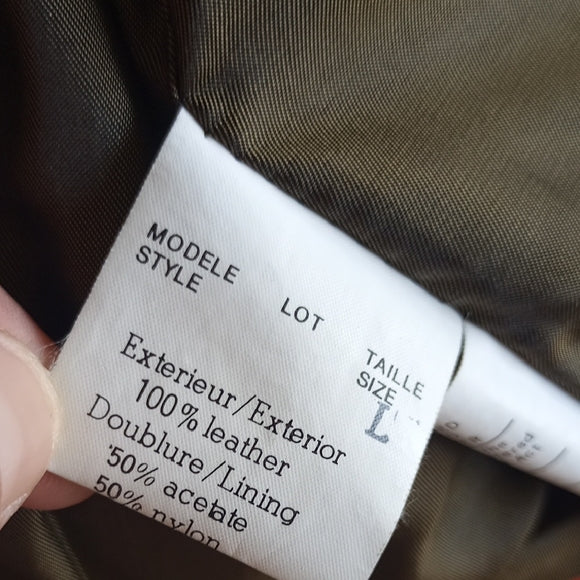 MODELE LOT TAILLE
STYLE SIZE
L
Exterieur/Exterior
100% leather
Doublure/Lining
50% acetate
50% nylon